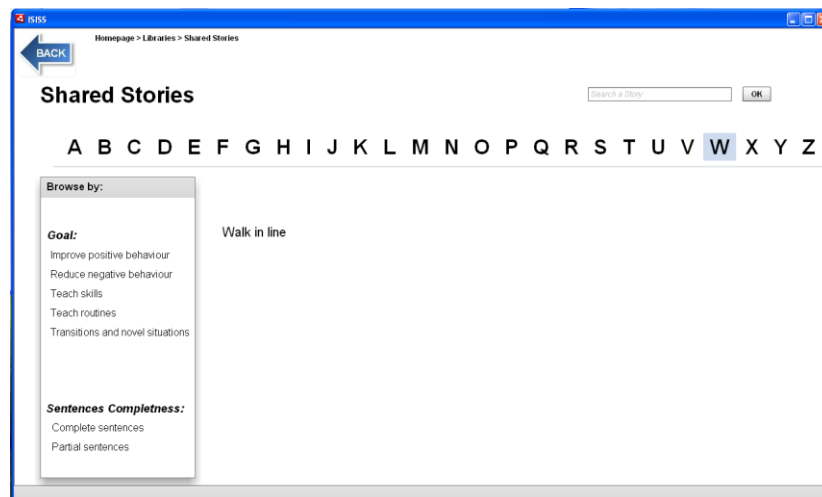 ISISS
Homepage > Libraries > Shared Stories
BACK
Shared Stories
Search a Story
OK
A B C D E F G H I J K L M N O P Q R S T U V W X Y Z
Browse by:
Goal:
Walk in line
Improve positive behaviour
Reduce negative behaviour
Teach skills
Teach routines
Transitions and novel situations
Sentences Completness:
Complete sentences
Partial sentences